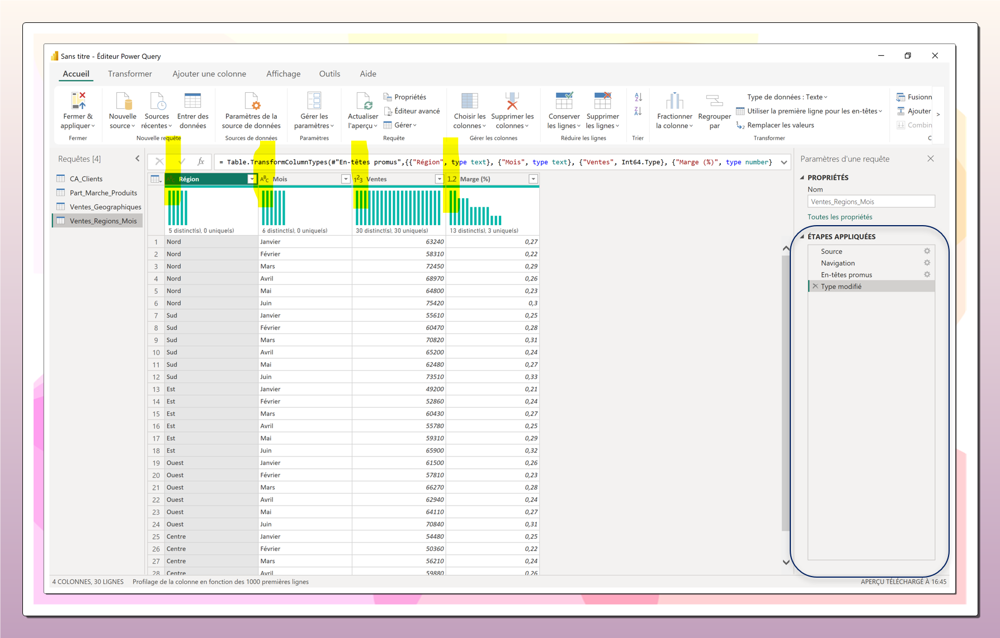 Sans titre - Éditeur Power Query
Accueil Transformer Ajouter une colonne Affichage Outils Aide
Fermer &
appliquer
Fermer
Nouvelle
source
Sources
récentes
Entrer des
données
Nouvelle requête
Paramètres de la
source de données
Sources de données
Gérer les
paramètres
Paramètres
Actualiser
l'aperçu
Propriétés
Éditeur avancé
Gérer
Requête
Choisir les
colonnes
Supprimer les
colonnes
Gérer les colonnes
Conserver
les lignes
Supprimer
les lignes
Réduire les lignes
Trier
Fractionner
la colonne
Regrouper
par
Type de données : Texte
Utiliser la première ligne pour les en-têtes
Remplacer les valeurs
Transformer
Fusionn
Ajouter
Combin
C
Requêtes [4]
CA_Clients
Part_Marche_Produits
Ventes_Geographiques
Ventes_Regions_Mois
fx
= Table.TransformColumnTypes(#"En-têtes promus",{{"Région", type text}, {"Mois", type text}, {"Ventes", Int64.Type}, {"Marge (%)", type number}
Région ABC Mois 123 Ventes 1.2 Marge (%)
5 distinct(s), 0 unique(s) 6 distinct(s), 0 unique(s) 30 distinct(s), 30 unique(s) 13 distinct(s), 3 unique(s)
1 Nord Janvier 63240 0,27
2 Nord Février 58310 0,22
3 Nord Mars 72450 0,29
4 Nord Avril 68970 0,26
5 Nord Mai 64800 0,23
6 Nord Juin 75420 0,3
7 Sud Janvier 55610 0,25
8 Sud Février 60470 0,28
9 Sud Mars 70820 0,31
10 Sud Avril 65200 0,24
11 Sud Mai 62480 0,27
12 Sud Juin 73510 0,33
13 Est Janvier 49200 0,21
14 Est Février 52860 0,24
15 Est Mars 60430 0,27
16 Est Avril 55780 0,25
17 Est Mai 59310 0,29
18 Est Juin 65900 0,32
19 Ouest Janvier 61500 0,26
20 Ouest Février 57810 0,23
21 Ouest Mars 66270 0,28
22 Ouest Avril 62940 0,24
23 Ouest Mai 64110 0,27
24 Ouest Juin 70840 0,31
25 Centre Janvier 54480 0,25
26 Centre Février 50360 0,22
27 Centre Mars 56210 0,24
28 Centre Avril 59880 0,26
Paramètres d'une requête
PROPRIÉTÉS
Nom
Ventes_Regions_Mois
Toutes les propriétés
ÉTAPES APPLIQUÉES
Source
Navigation
En-têtes promus
Type modifié
4 COLONNES, 30 LIGNES Profilage de la colonne en fonction des 1000 premières lignes
APERÇU TÉLÉCHARGÉ À 16:45